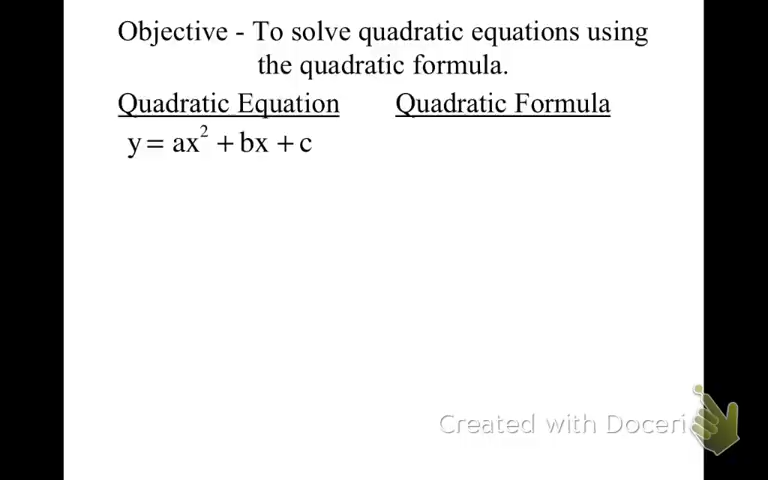 Objective - To solve quadratic equations using
the quadratic formula.
Quadratic Equation Quadratic Formula
y = ax² + bx + c
Created with Doceri